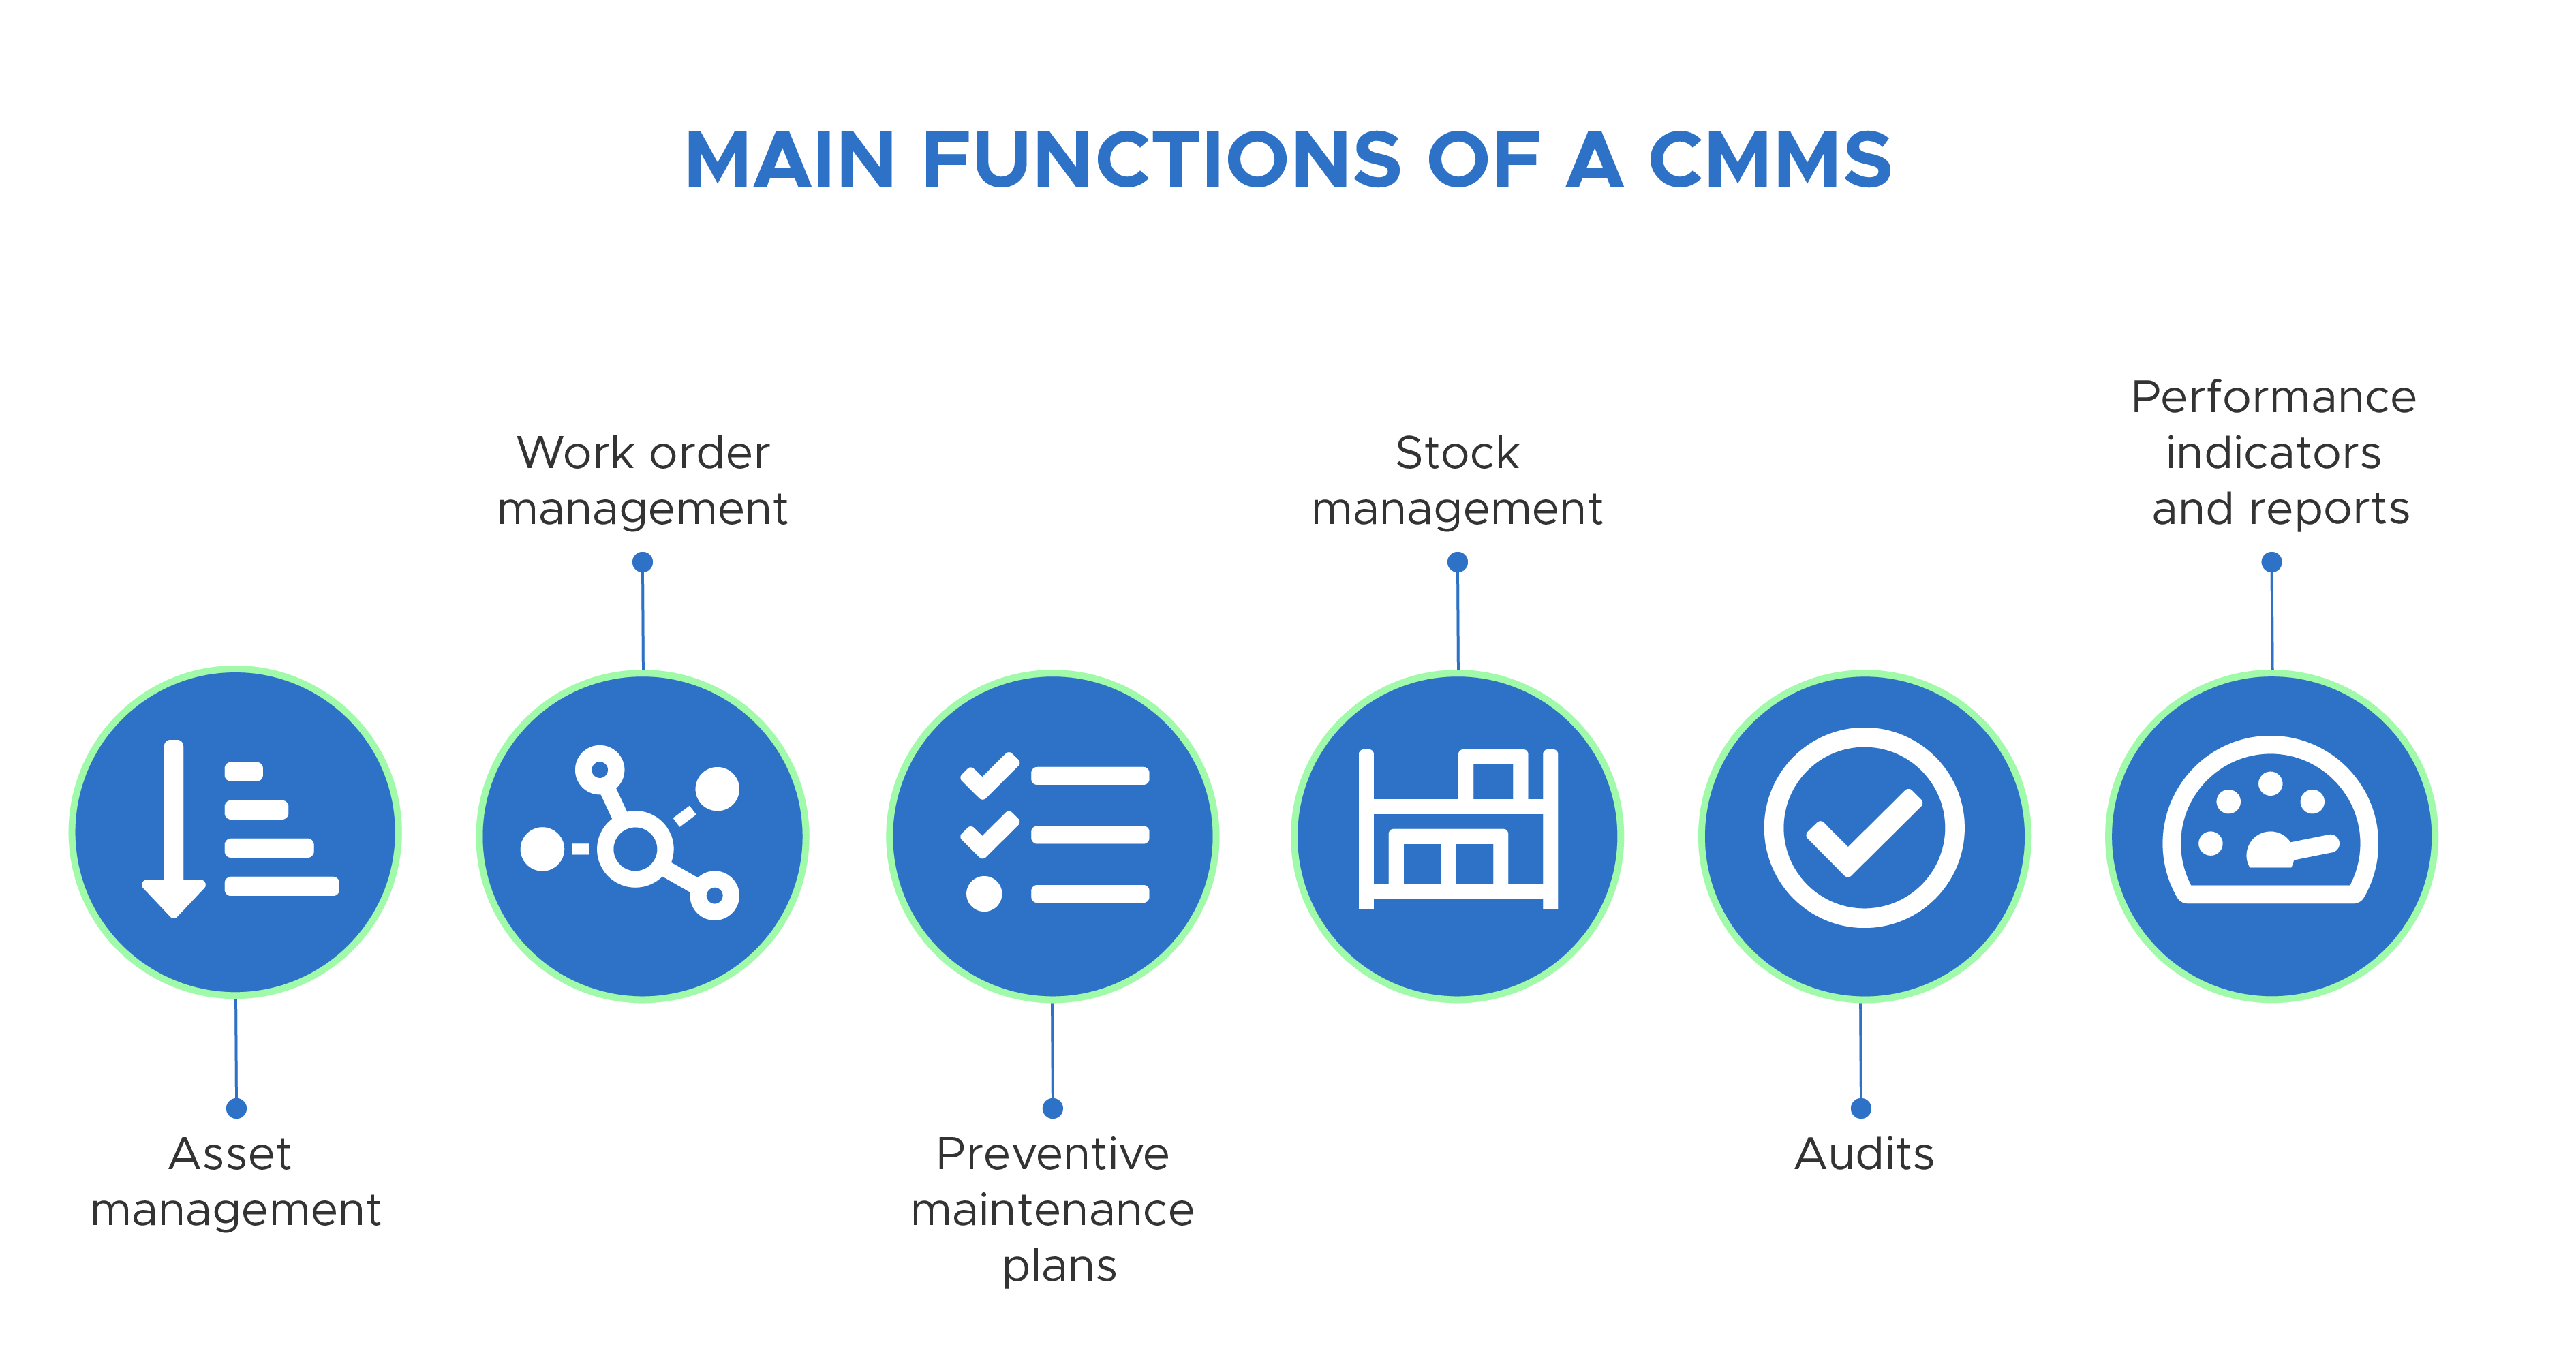 MAIN FUNCTIONS OF A CMMS
Asset
management
Work order
management
Preventive
maintenance
plans
Stock
management
Audits
Performance
indicators
and reports